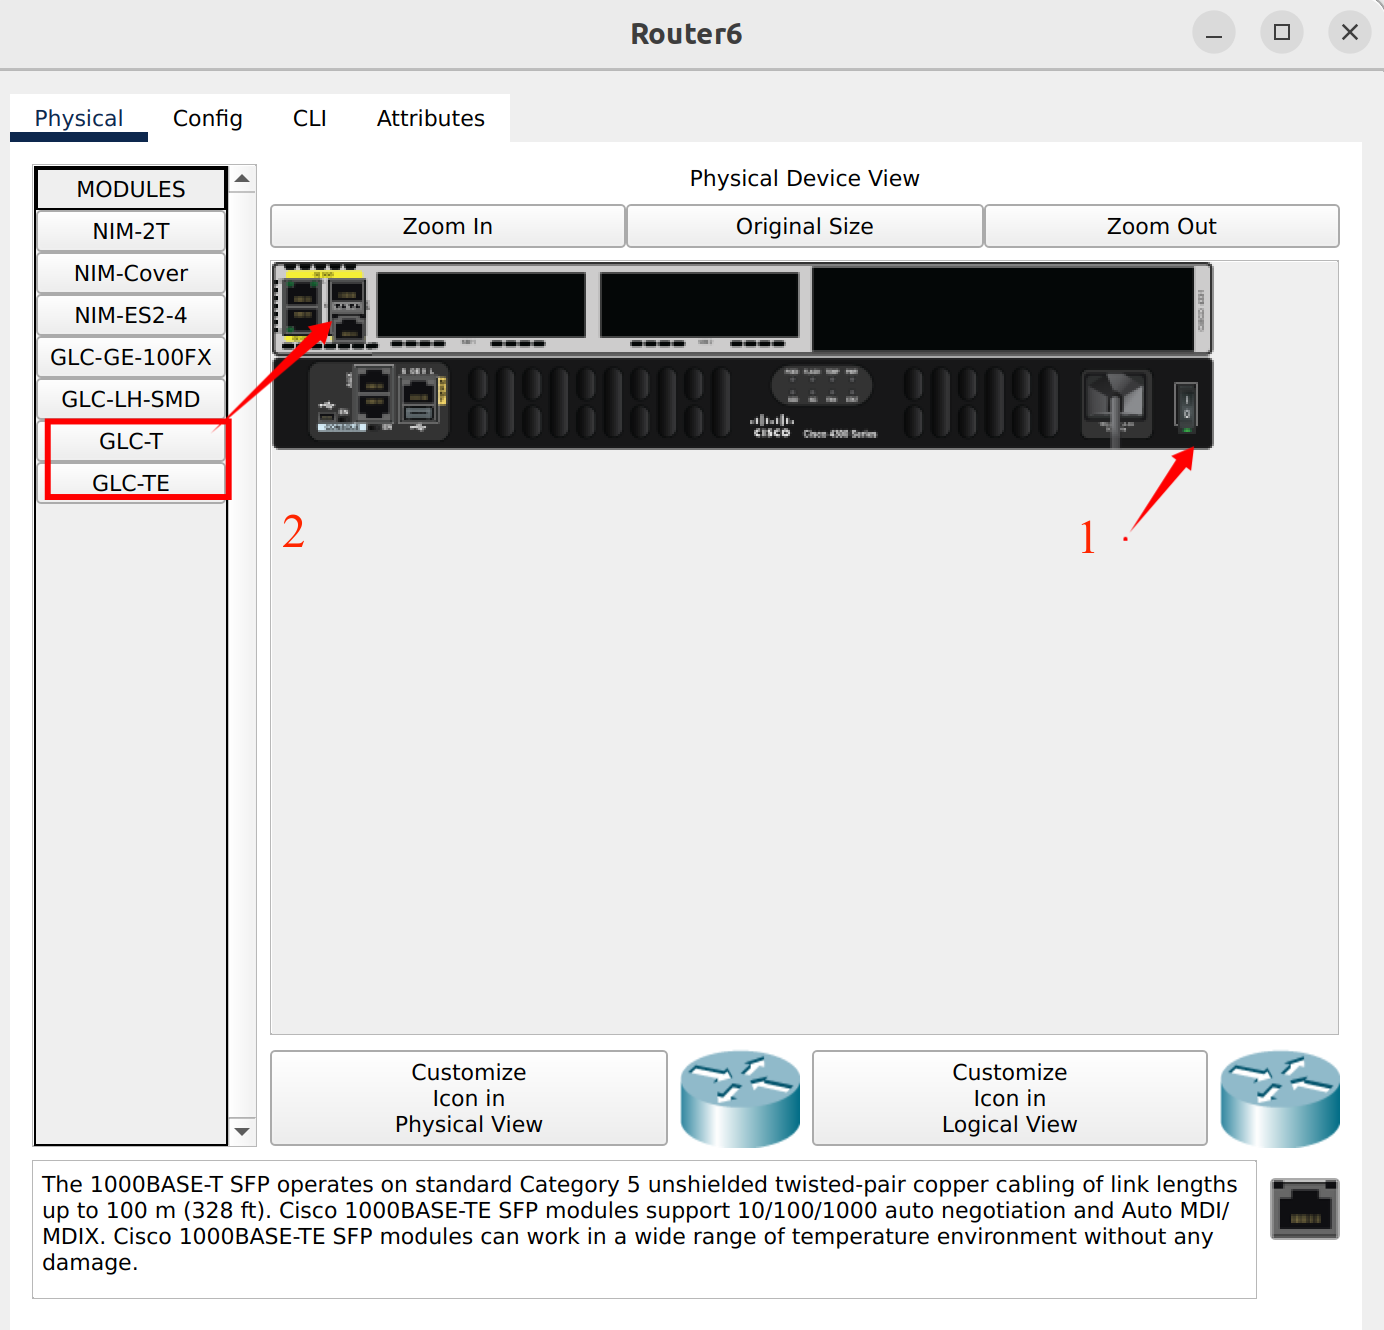 Router6
Physical
Config
CLI
Attributes
MODULES
NIM-2T
NIM-Cover
NIM-ES2-4
GLC-GE-100FX
GLC-LH-SMD
GLC-T
GLC-TE
Physical Device View
Zoom In
Original Size
Zoom Out
CISCO
Cisco 4300 Series
CONSOLE
2
1
Customize
Icon in
Physical View
Customize
Icon in
Logical View
The 1000BASE-T SFP operates on standard Category 5 unshielded twisted-pair copper cabling of link lengths
up to 100 m (328 ft). Cisco 1000BASE-TE SFP modules support 10/100/1000 auto negotiation and Auto MDI/
MDIX. Cisco 1000BASE-TE SFP modules can work in a wide range of temperature environment without any
damage.